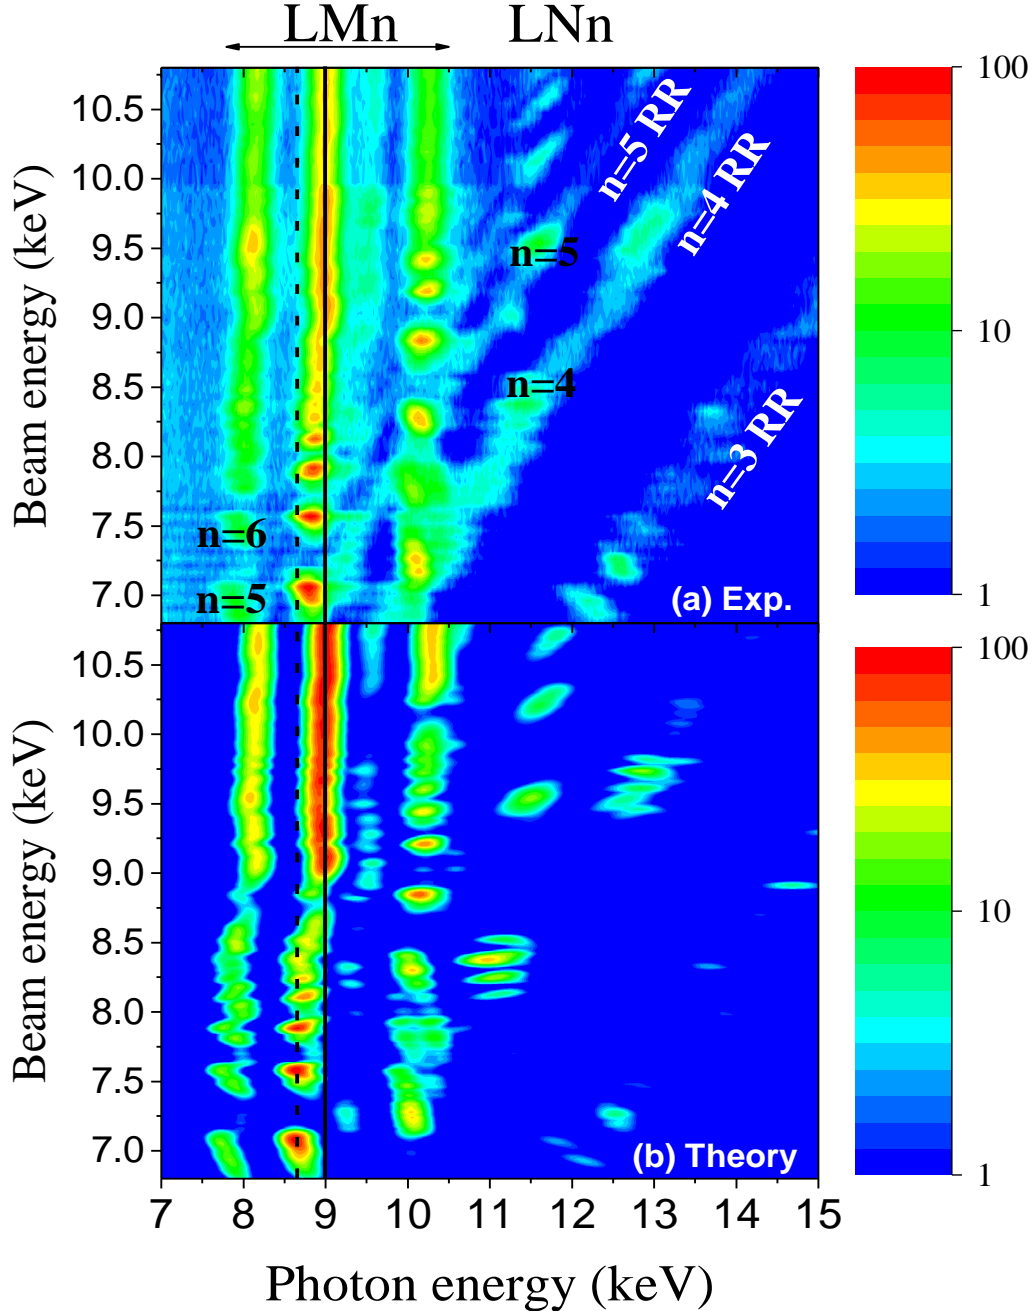 LMn LNn
10.5
10.0
9.5
9.0
8.5
8.0
7.5
7.0
Beam energy (keV)
n=5 RR
n=4 RR
n=5
n=4
n=3 RR
n=6
n=5
(a) Exp.
100
10
1
10.5
10.0
9.5
9.0
8.5
8.0
7.5
7.0
Beam energy (keV)
(b) Theory
100
10
1
7 8 9 10 11 12 13 14 15
Photon energy (keV)